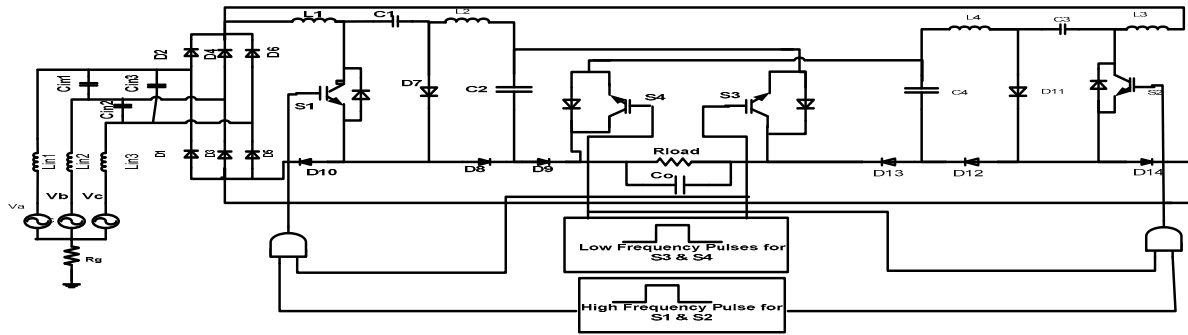 L1
C1
L2
L4
C3
L3
D2
D4
D6
Cin1
Cin3
Cin2
S1
D7
C2
S4
S3
C4
D11
S2
D1
D3
D5
Lin1
Lin2
Lin3
D10
D8
D9
Rload
Co
D13
D12
D14
Va
Vb
Vc
Rg
Low Frequency Pulses for
S3 & S4
High Frequency Pulse for
S1 & S2